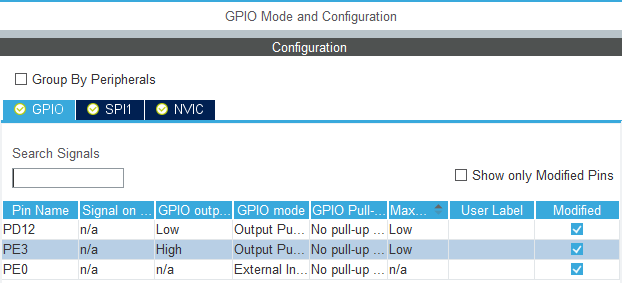 GPIO Mode and Configuration
Configuration
Group By Peripherals
GPIO SPI1 NVIC
Search Signals
Show only Modified Pins
Pin Name Signal on ... GPIO outp... GPIO mode GPIO Pull-... Max... User Label Modified
PD12 n/a Low Output Pu... No pull-up ... Low
PE3 n/a High Output Pu... No pull-up ... Low
PE0 n/a n/a External In... No pull-up ... n/a